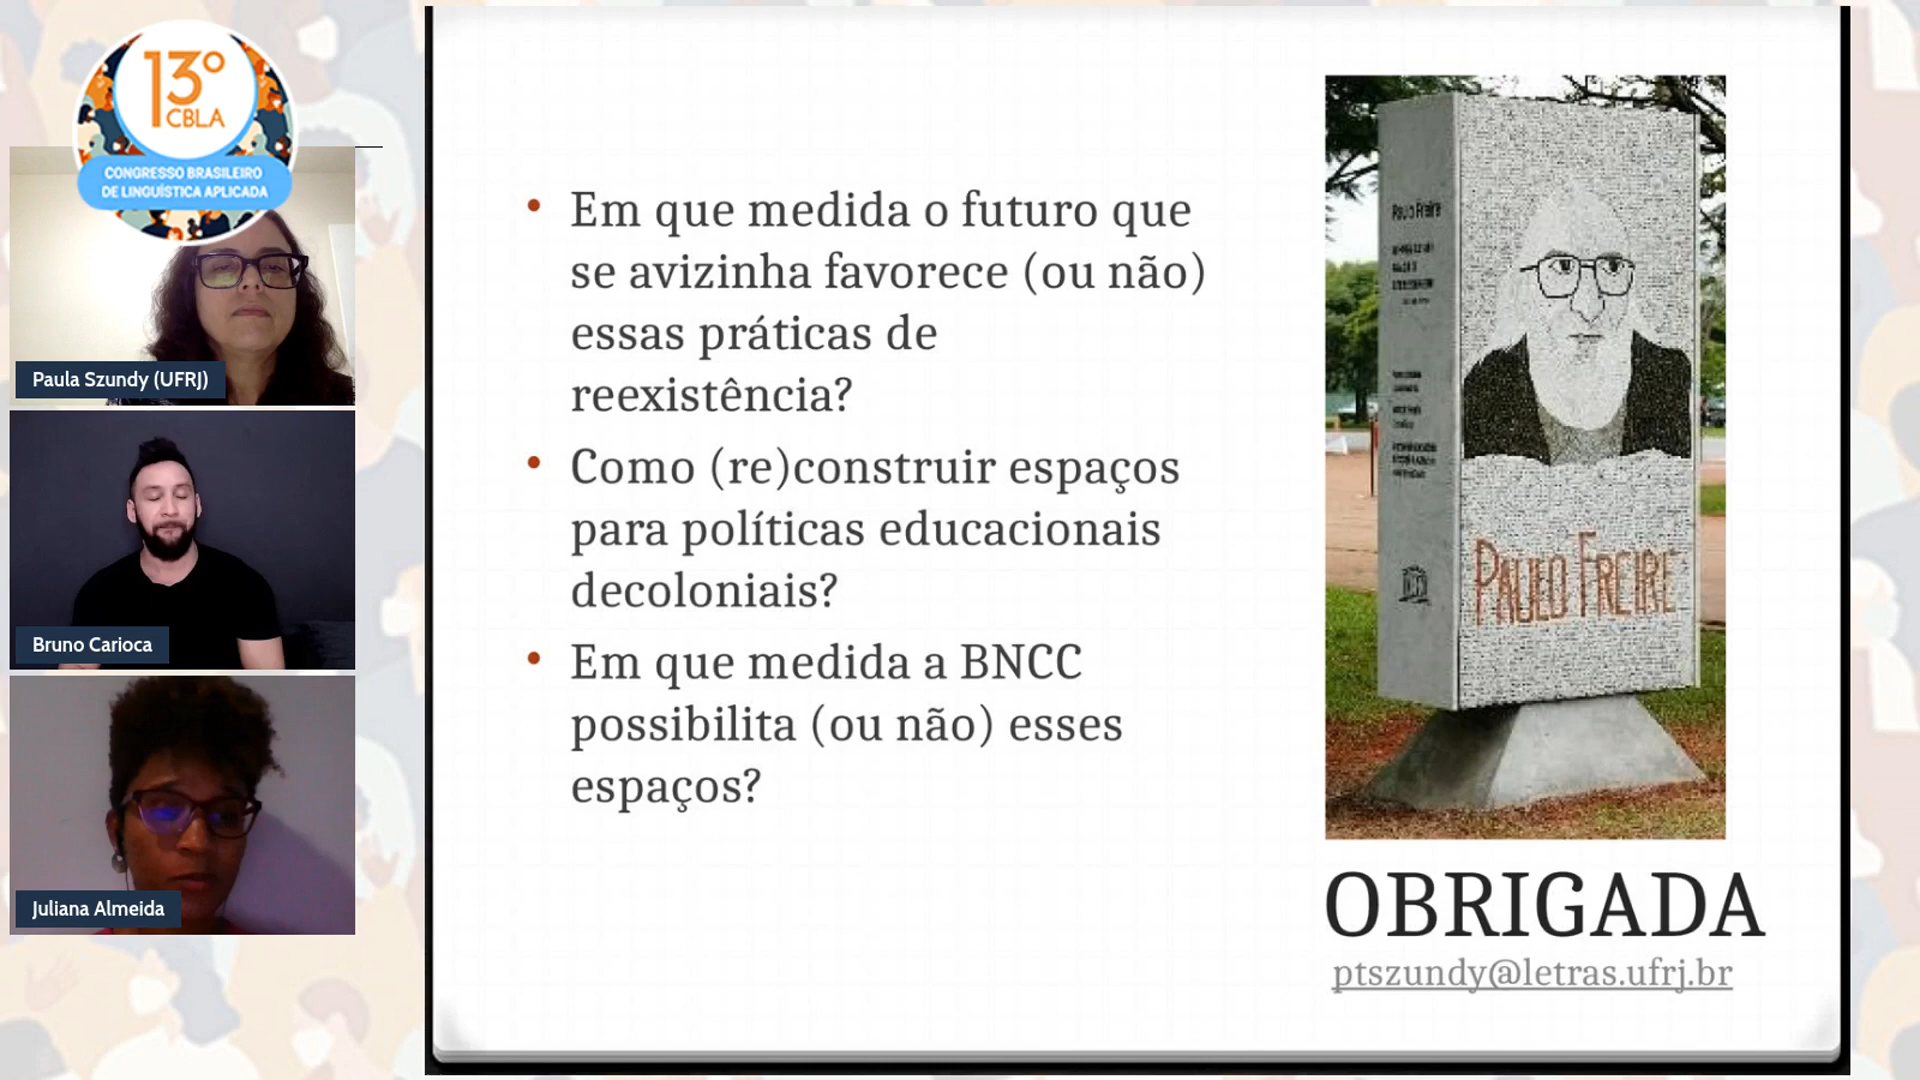 13º
CBLA
CONGRESSO BRASILEIRO
DE LINGUÍSTICA APLICADA
Paula Szundy (UFRJ)
Bruno Carioca
Juliana Almeida
• Em que medida o futuro que
se avizinha favorece (ou não)
essas práticas de
reexistência?
• Como (re)construir espaços
para políticas educacionais
decoloniais?
• Em que medida a BNCC
possibilita (ou não) esses
espaços?
Paulo Freire
PAULO FREIRE
OBRIGADA
ptszundy@letras.ufrj.br